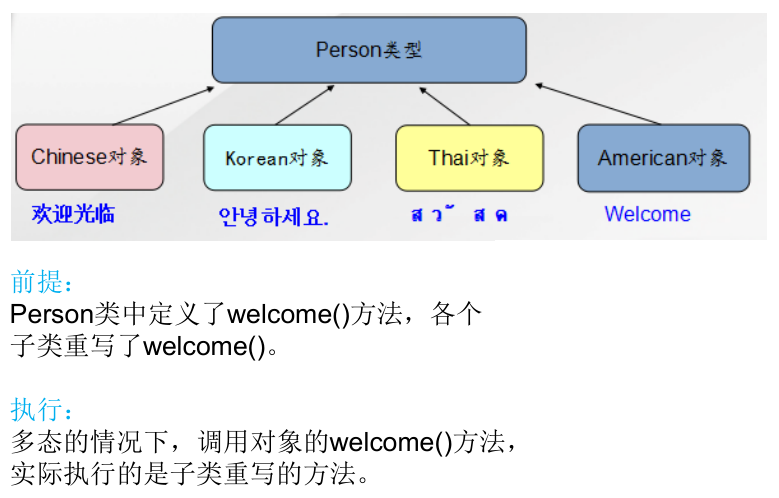 Person类型
Chinese对象
Korean对象
Thai对象
American对象
欢迎光临
안녕하세요.
ส ว ั ส ด
Welcome
前提：
Person类中定义了welcome()方法，各个
子类重写了welcome()。
执行：
多态的情况下，调用对象的welcome()方法，
实际执行的是子类重写的方法。